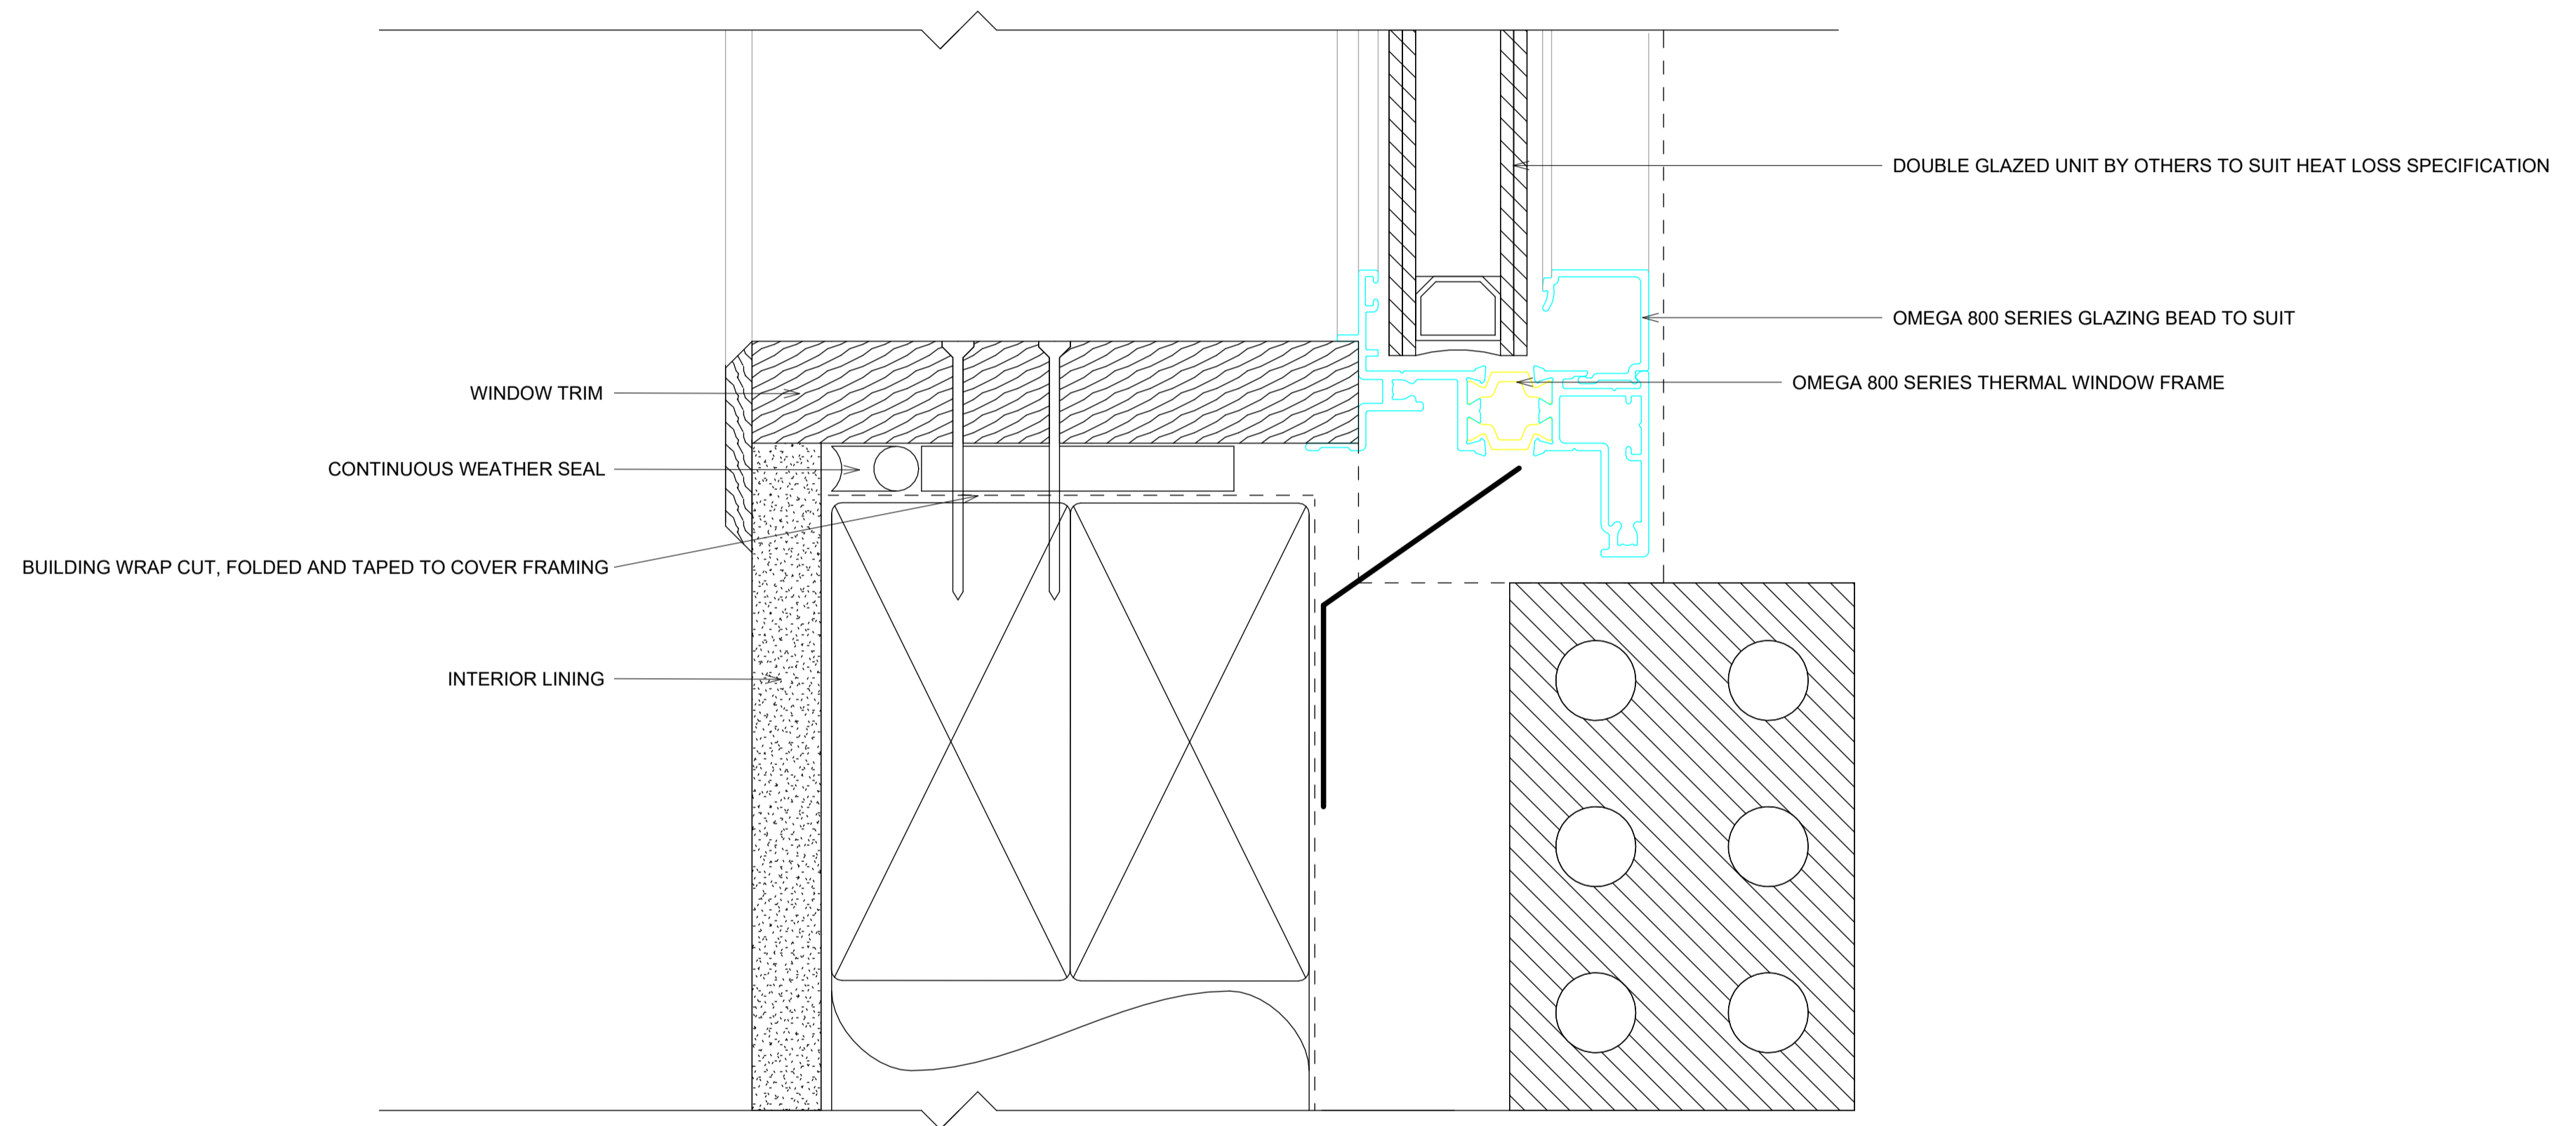 DOUBLE GLAZED UNIT BY OTHERS TO SUIT HEAT LOSS SPECIFICATION
OMEGA 800 SERIES GLAZING BEAD TO SUIT
OMEGA 800 SERIES THERMAL WINDOW FRAME
WINDOW TRIM
CONTINUOUS WEATHER SEAL
BUILDING WRAP CUT, FOLDED AND TAPED TO COVER FRAMING
INTERIOR LINING